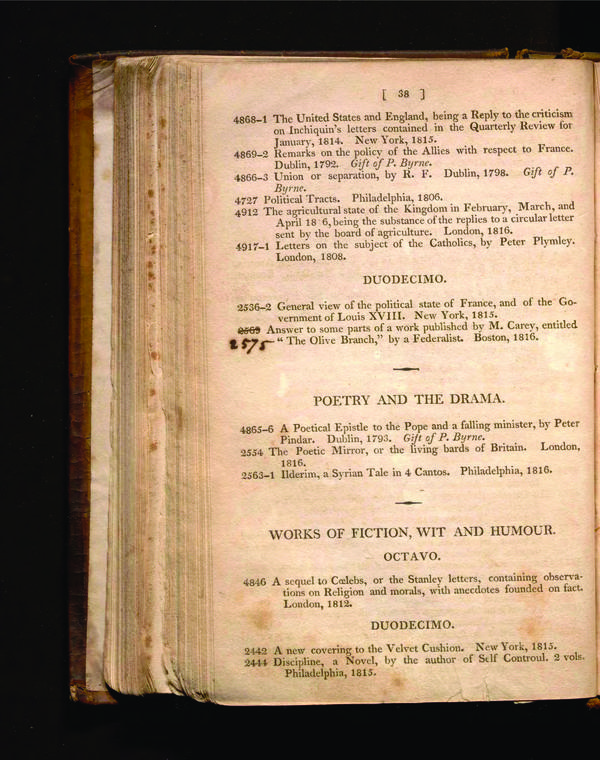 [ 38 ]
4868-1 The United States and England, being a Reply to the criticism
on Inchiquin's letters contained in the Quarterly Review for
January, 1814. New York, 1815.
4869-2 Remarks on the policy of the Allies with respect to France.
Dublin, 1792. Gift of P. Byrne.
4866-3 Union or separation, by R. F. Dublin, 1798. Gift of P.
Byrne.
4727 Political Tracts. Philadelphia, 1806.
4912 The agricultural state of the Kingdom in February, March, and
April 18 6, being the substance of the replies to a circular letter
sent by the board of agriculture. London, 1816.
4917-1 Letters on the subject of the Catholics, by Peter Plymley.
London, 1808.
DUODECIMO.
2536-2 General view of the political state of France, and of the Go-
vernment of Louis XVIII. New York, 1815.
2569 Answer to some parts of a work published by M. Carey, entitled
2575 "The Olive Branch," by a Federalist. Boston, 1816.
POETRY AND THE DRAMA.
4865-6 A Poetical Epistle to the Pope and a falling minister, by Peter
Pindar. Dublin, 1793. Gift of P. Byrne.
2554 The Poetic Mirror, or the living bards of Britain. London,
1816.
2563-1 Ilderim, a Syrian Tale in 4 Cantos. Philadelphia, 1816.
WORKS OF FICTION, WIT AND HUMOUR.
OCTAVO.
4846 A sequel to Cœlebs, or the Stanley letters, containing observa-
tions on Religion and morals, with anecdotes founded on fact.
London, 1812.
DUODECIMO.
2442 A new covering to the Velvet Cushion. New York, 1815.
2444 Discipline, a Novel, by the author of Self Controul. 2 vols.
Philadelphia, 1815.